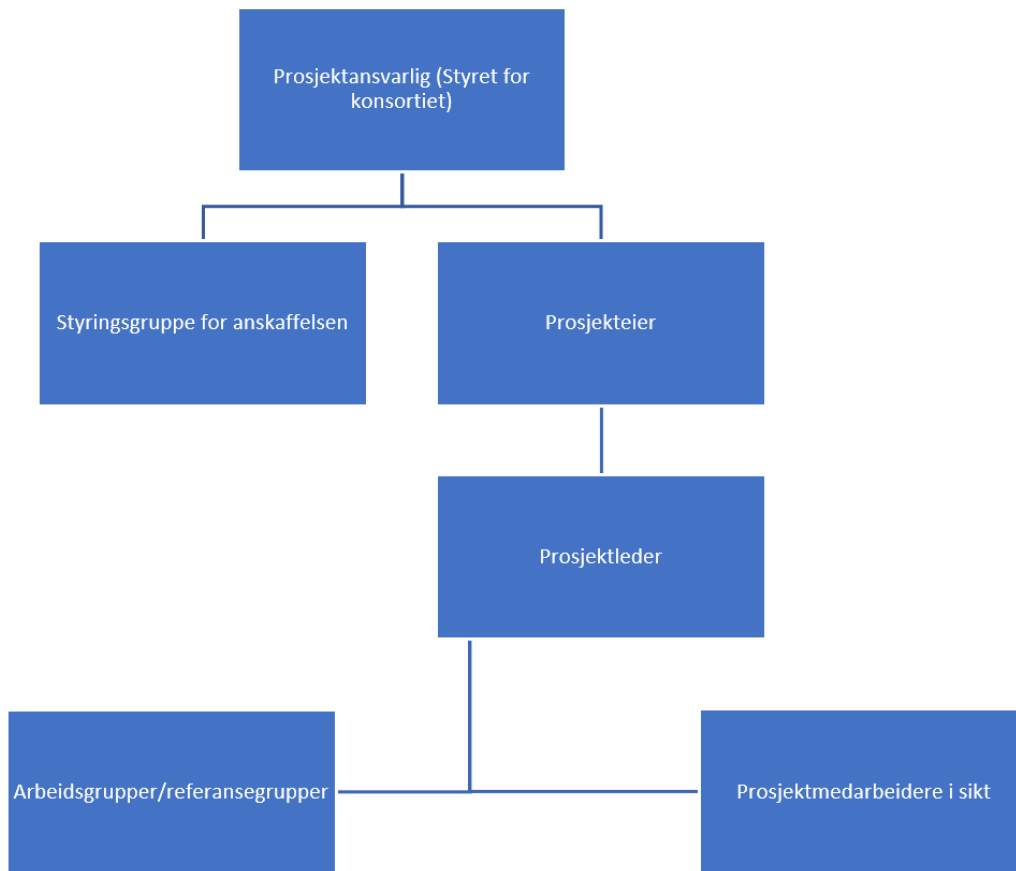 Prosjektansvarlig (Styret for
konsortiet)
Styringsgruppe for anskaffelsen
Prosjekteier
Prosjektleder
Arbeidsgrupper/referansegrupper
Prosjektmedarbeidere i sikt